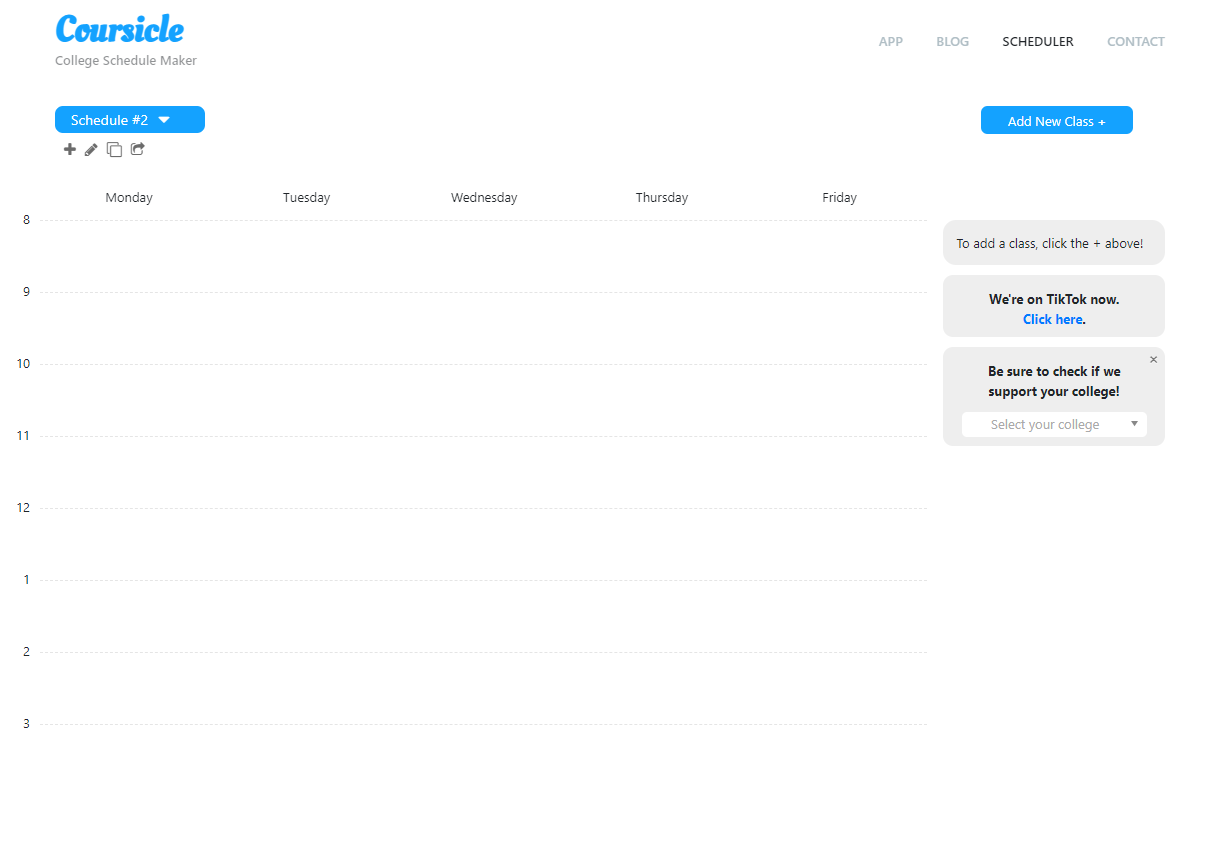 Coursicle
College Schedule Maker
APP BLOG SCHEDULER CONTACT
Schedule #2
Add New Class +
Monday Tuesday Wednesday Thursday Friday
8
9
10
11
12
1
2
3
To add a class, click the + above!
We're on TikTok now.
Click here.
×
Be sure to check if we
support your college!
Select your college